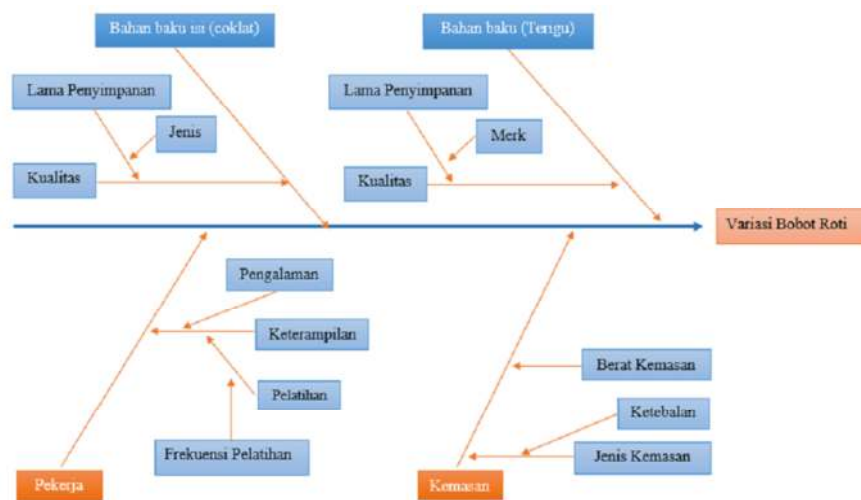 Bahan baku isi (coklat)
Bahan baku (Terigu)
Lama Penyimpanan
Jenis
Kualitas
Lama Penyimpanan
Merk
Kualitas
Variasi Bobot Roti
Pengalaman
Keterampilan
Pelatihan
Frekuensi Pelatihan
Pekerja
Berat Kemasan
Ketebalan
Jenis Kemasan
Kemasan